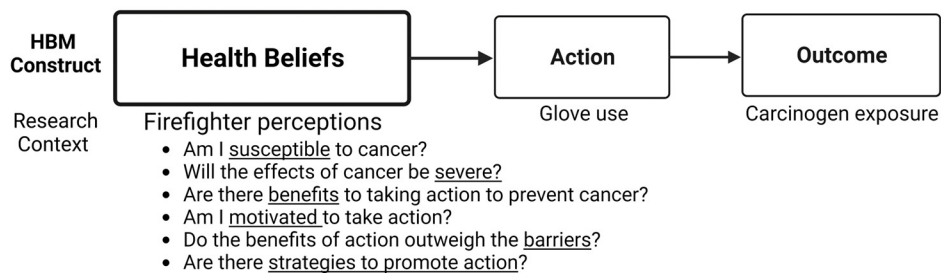 HBM
Construct
Health Beliefs
Action
Outcome
Research
Context
Firefighter perceptions
Glove use
Carcinogen exposure
• Am I susceptible to cancer?
• Will the effects of cancer be severe?
• Are there benefits to taking action to prevent cancer?
• Am I motivated to take action?
• Do the benefits of action outweigh the barriers?
• Are there strategies to promote action?